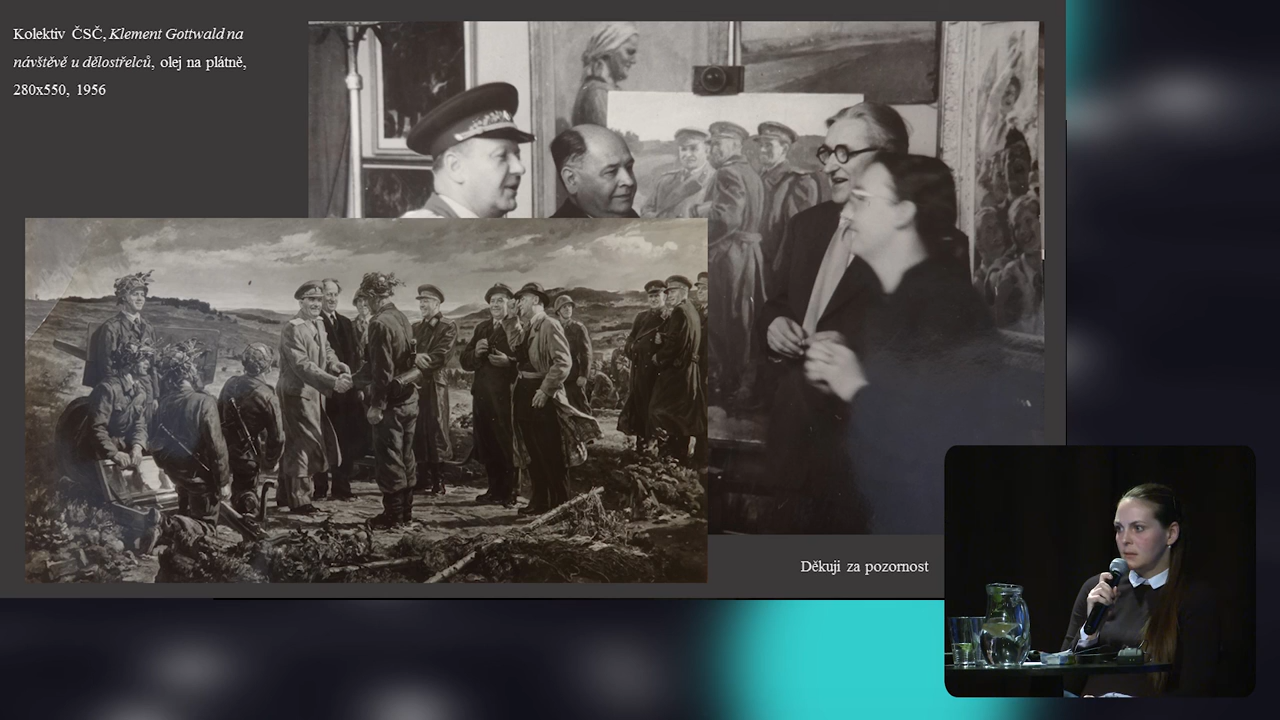 Kolektiv ČSČ, Klement Gottwald na
návštěvě u dělostřelců, olej na plátně,
280x550, 1956
Děkuji za pozornost